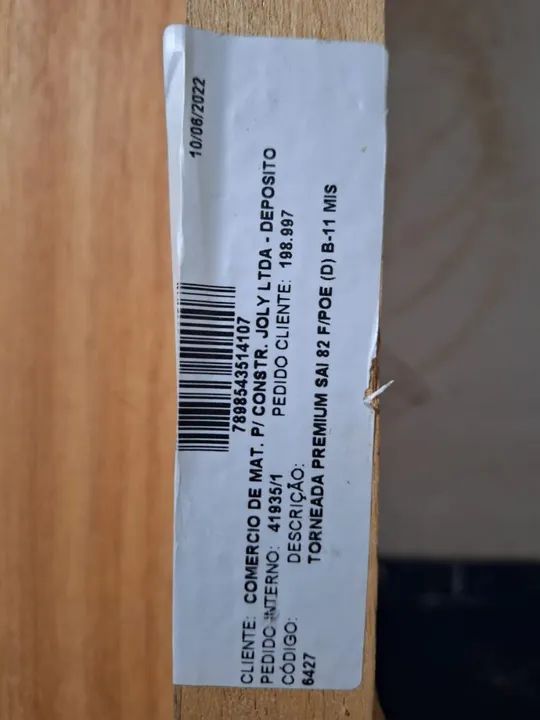 10/06/2022
7898543514107
CLIENTE: COMERCIO DE MAT. P/ CONSTR. JOLY LTDA - DEPOSITO
PEDIDO INTERNO: 41935/1 PEDIDO CLIENTE: 198.997
CÓDIGO: DESCRIÇÃO:
6427 TORNEADA PREMIUM SAI 82 F/POE (D) B-11 MIS